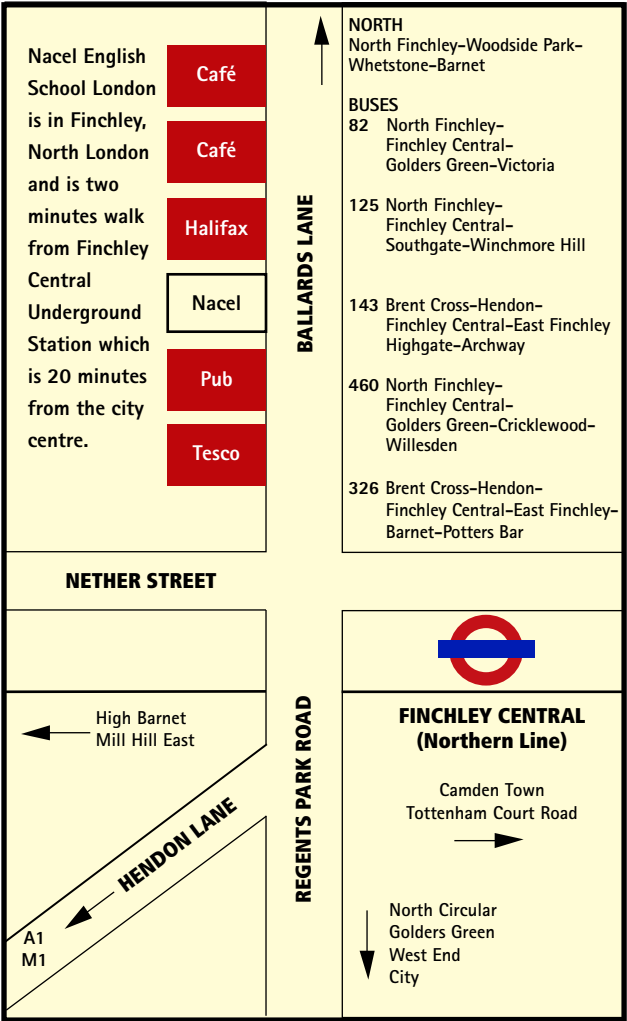 Nacel English
School London
is in Finchley,
North London
and is two
minutes walk
from Finchley
Central
Underground
Station which
is 20 minutes
from the city
centre.
Café
Café
Halifax
Nacel
Pub
Tesco
BALLARDS LANE
NORTH
North Finchley–Woodside Park–
Whetstone–Barnet
BUSES
82 North Finchley–
Finchley Central–
Golders Green–Victoria
125 North Finchley–
Finchley Central–
Southgate–Winchmore Hill
143 Brent Cross–Hendon–
Finchley Central–East Finchley
Highgate–Archway
460 North Finchley–
Finchley Central–
Golders Green–Cricklewood–
Willesden
326 Brent Cross–Hendon–
Finchley Central–East Finchley–
Barnet–Potters Bar
NETHER STREET
High Barnet
Mill Hill East
HENDON LANE
A1
M1
REGENTS PARK ROAD
FINCHLEY CENTRAL
(Northern Line)
Camden Town
Tottenham Court Road
North Circular
Golders Green
West End
City